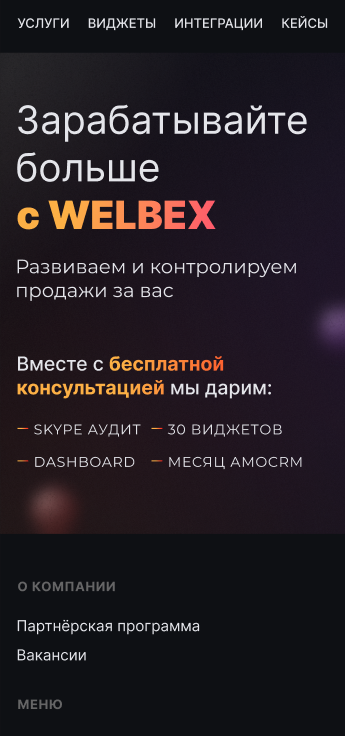 УСЛУГИ ВИДЖЕТЫ ИНТЕГРАЦИИ КЕЙСЫ
Зарабатывайте
больше
с WELBEX
Развиваем и контролируем
продажи за вас
Вместе с бесплатной
консультацией мы дарим:
— SKYPE АУДИТ — 30 ВИДЖЕТОВ
— DASHBOARD — МЕСЯЦ AMOCRM
О КОМПАНИИ
Партнёрская программа
Вакансии
МЕНЮ